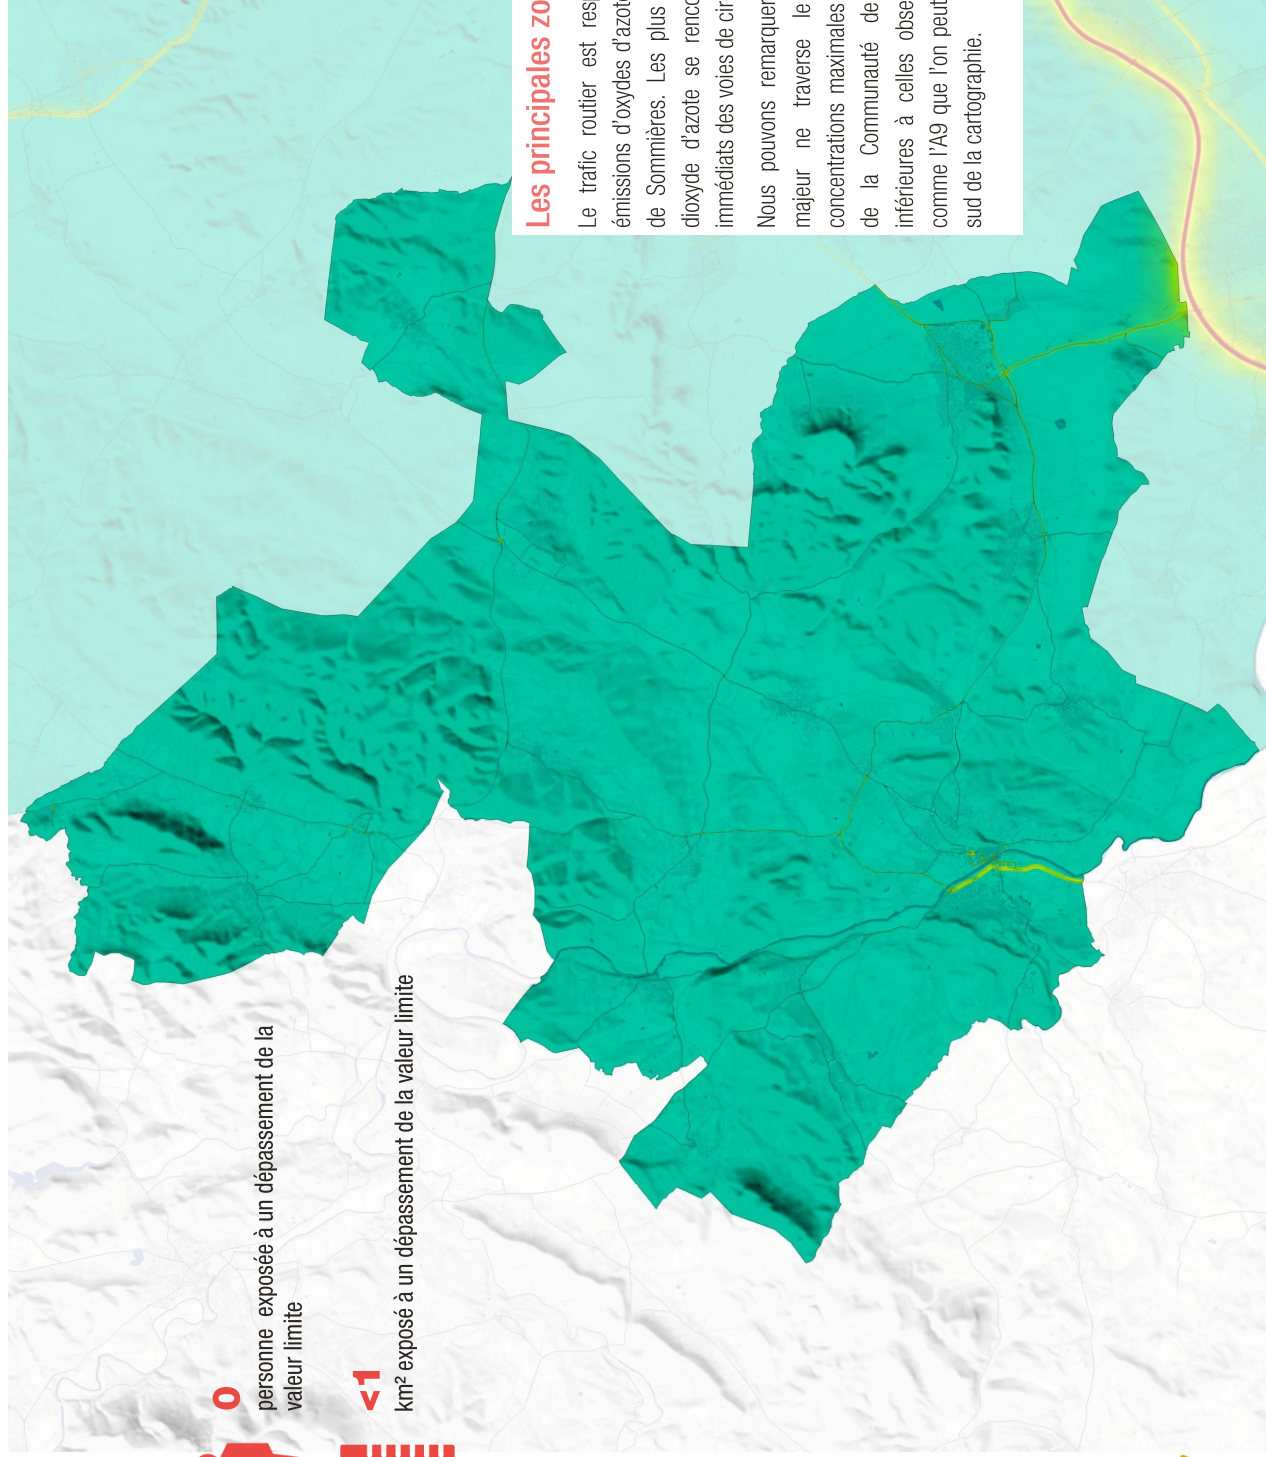 0
personne exposée à un dépassement de la
valeur limite
<1
km² exposé à un dépassement de la valeur limite
Les principales zo
Le trafic routier est resp
émissions d'oxydes d'azote
de Sommières. Les plus
dioxyde d'azote se renco
immédiats des voies de cir
Nous pouvons remarquer
majeur ne traverse le
concentrations maximales
de la Communauté de
inférieures à celles obse
comme l'A9 que l'on peut
sud de la cartographie.